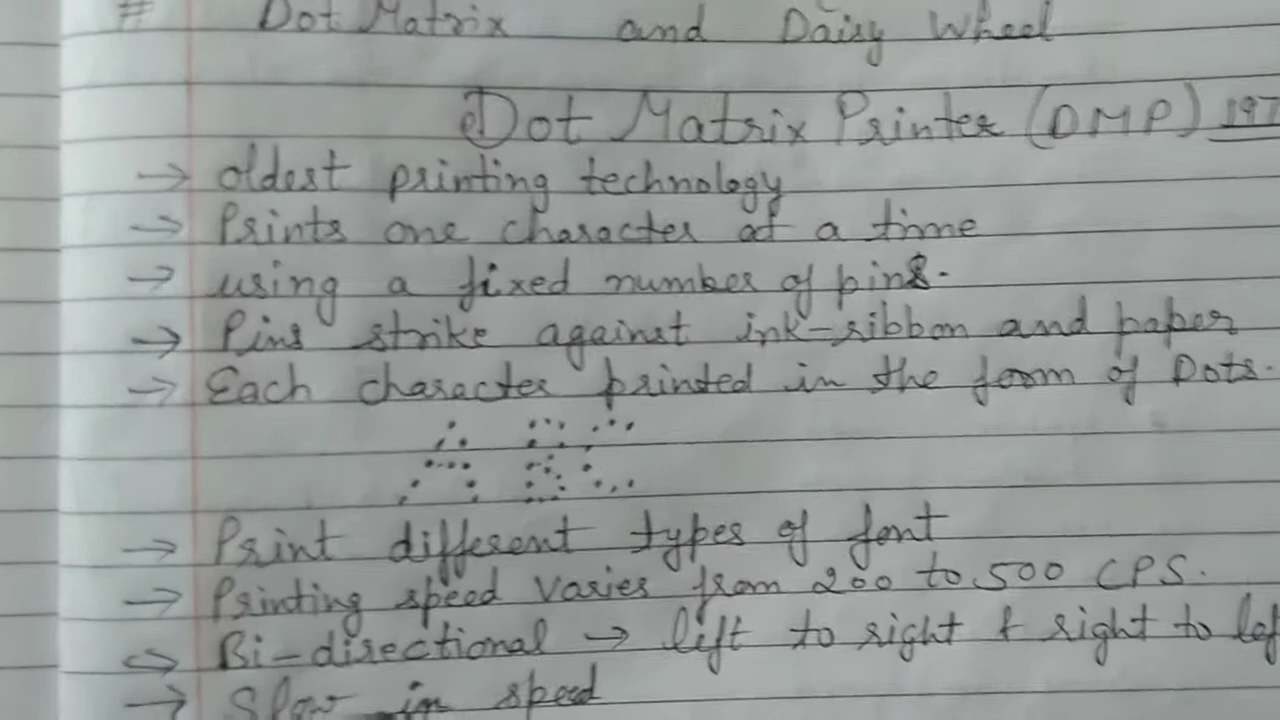 # Dot Matrix and Daisy Wheel
Dot Matrix Printer (DMP) 197
→ oldest printing technology
→ Prints one character at a time
→ using a fixed number of pins.
→ Pins strike against ink-ribbon and paper
→ Each character printed in the form of Dots.
A B C
→ Print different types of font
→ Printing speed varies from 200 to 500 CPS.
→ Bi-directional → lift to right & right to lef
→ Slow in speed